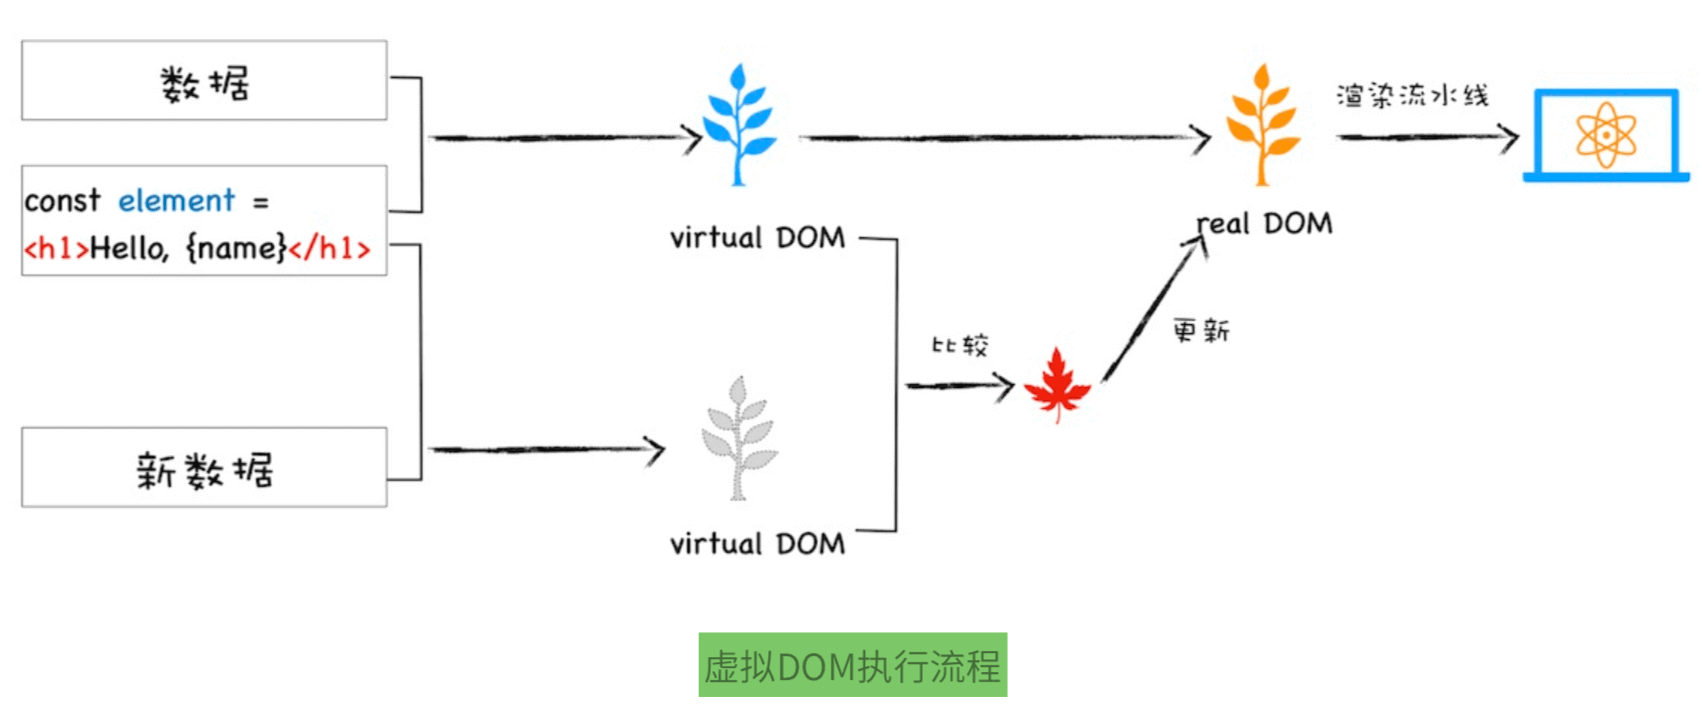 数据
渲染流水线
const element =
<h1>Hello, {name}</h1>
virtual DOM
real DOM
比较
更新
新数据
virtual DOM
虚拟DOM执行流程